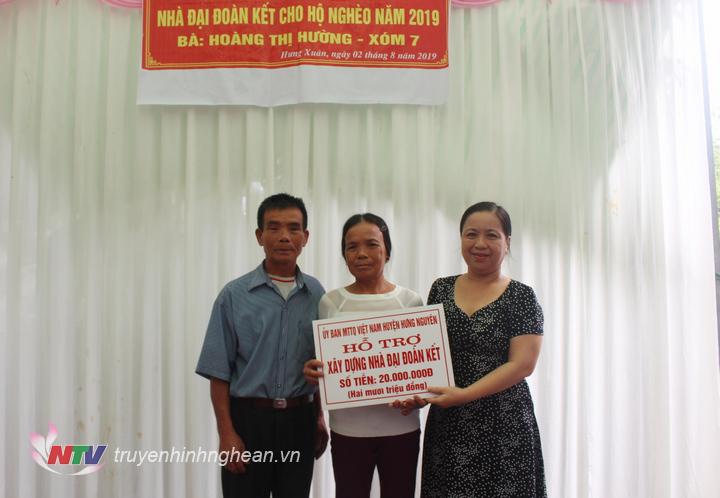 NHÀ ĐẠI ĐOÀN KẾT CHO HỘ NGHÈO NĂM 2019
BÀ: HOÀNG THỊ HƯỜNG - XÓM 7
Hưng Xuân, ngày 02 tháng 8 năm 2019
ỦY BAN MTTQ VIỆT NAM HUYỆN HƯNG NGUYÊN
HỖ TRỢ
XÂY DỰNG NHÀ ĐẠI ĐOÀN KẾT
SỐ TIỀN: 20.000.000Đ
(Hai mươi triệu đồng)
NTV truyenhinhnghean.vn